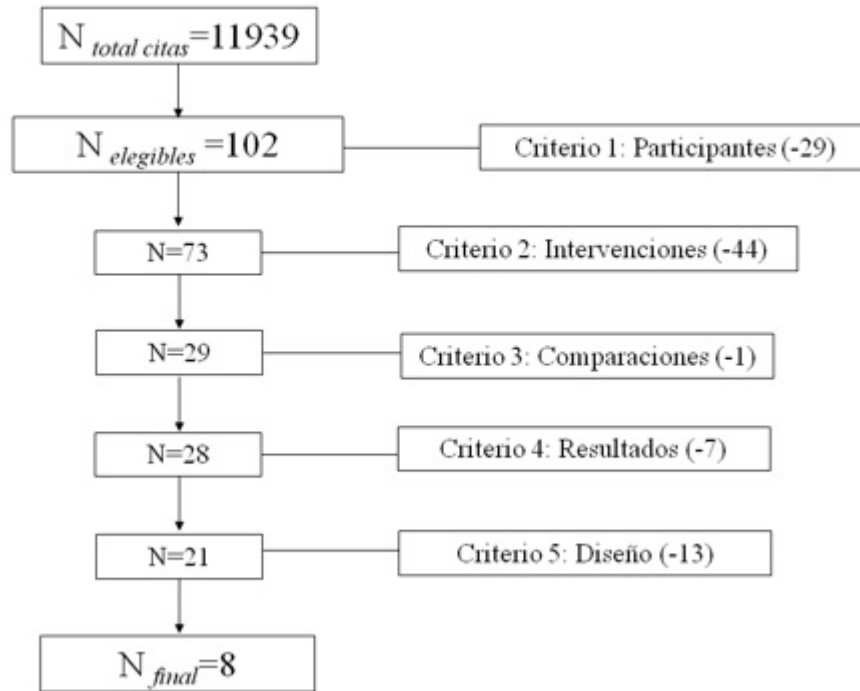 N total citas=11939
N elegibles =102
Criterio 1: Participantes (-29)
N=73
Criterio 2: Intervenciones (-44)
N=29
Criterio 3: Comparaciones (-1)
N=28
Criterio 4: Resultados (-7)
N=21
Criterio 5: Diseño (-13)
N final=8